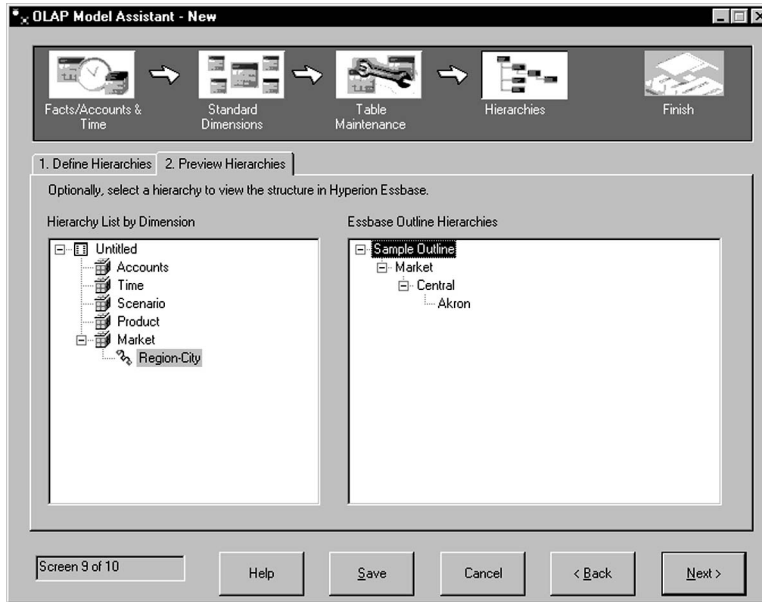 OLAP Model Assistant - New
Facts/Accounts &
Time
Standard
Dimensions
Table
Maintenance
Hierarchies
Finish
1. Define Hierarchies
2. Preview Hierarchies
Optionally, select a hierarchy to view the structure in Hyperion Essbase.
Hierarchy List by Dimension
Untitled
Accounts
Time
Scenario
Product
Market
Region-City
Essbase Outline Hierarchies
Sample Outline
Market
Central
Akron
Screen 9 of 10
Help
Save
Cancel
< Back
Next >